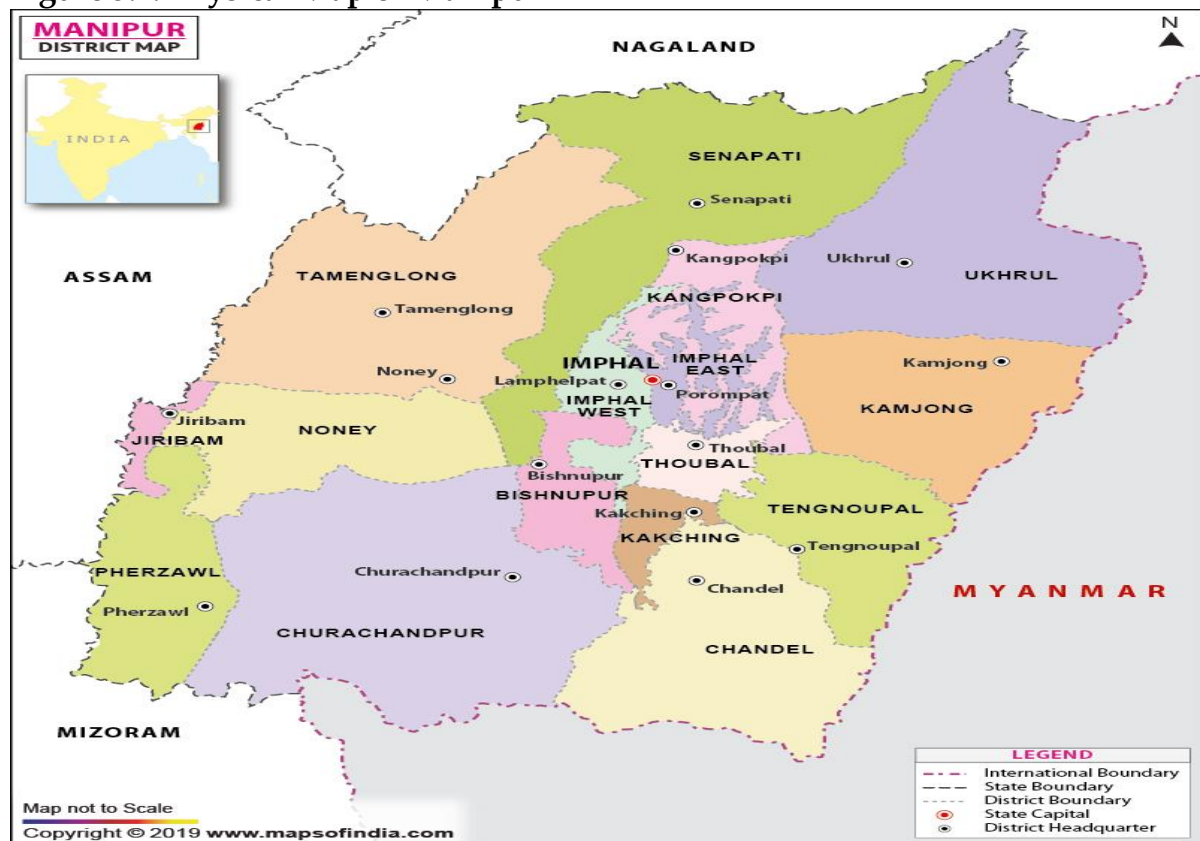 MANIPUR
DISTRICT MAP
N
NAGALAND
INDIA
SENAPATI
Senapati
ASSAM
TAMENGLONG
Kangpokpi
Ukhrul
UKHRUL
KANGPOKPI
Tamenglong
IMPHAL
IMPHAL
EAST
Kamjong
Noney
Lamphelpat
Porompat
IMPHAL
WEST
KAMJONG
Jiribam
JIRIBAM
NONEY
Thoubal
THOUBAL
Bishnupur
BISHNUPUR
Kakching
TENGNOUPAL
KAKCHING
Tengnoupal
PHERZAWL
Churachandpur
Chandel
MYANMAR
Pherzawl
CHURACHANDPUR
CHANDEL
MIZORAM
LEGEND
International Boundary
State Boundary
District Boundary
State Capital
District Headquarter
Map not to Scale
Copyright © 2019 www.mapsofindia.com